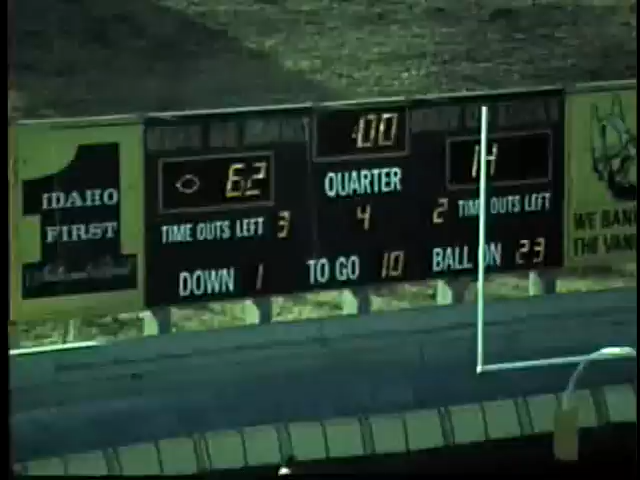 1
IDAHO
FIRST
62
:00
14
QUARTER
TIME OUTS LEFT 3
4
2 TIME OUTS LEFT
DOWN 1
TO GO 10
BALL ON 23
WE BANK
THE VAN